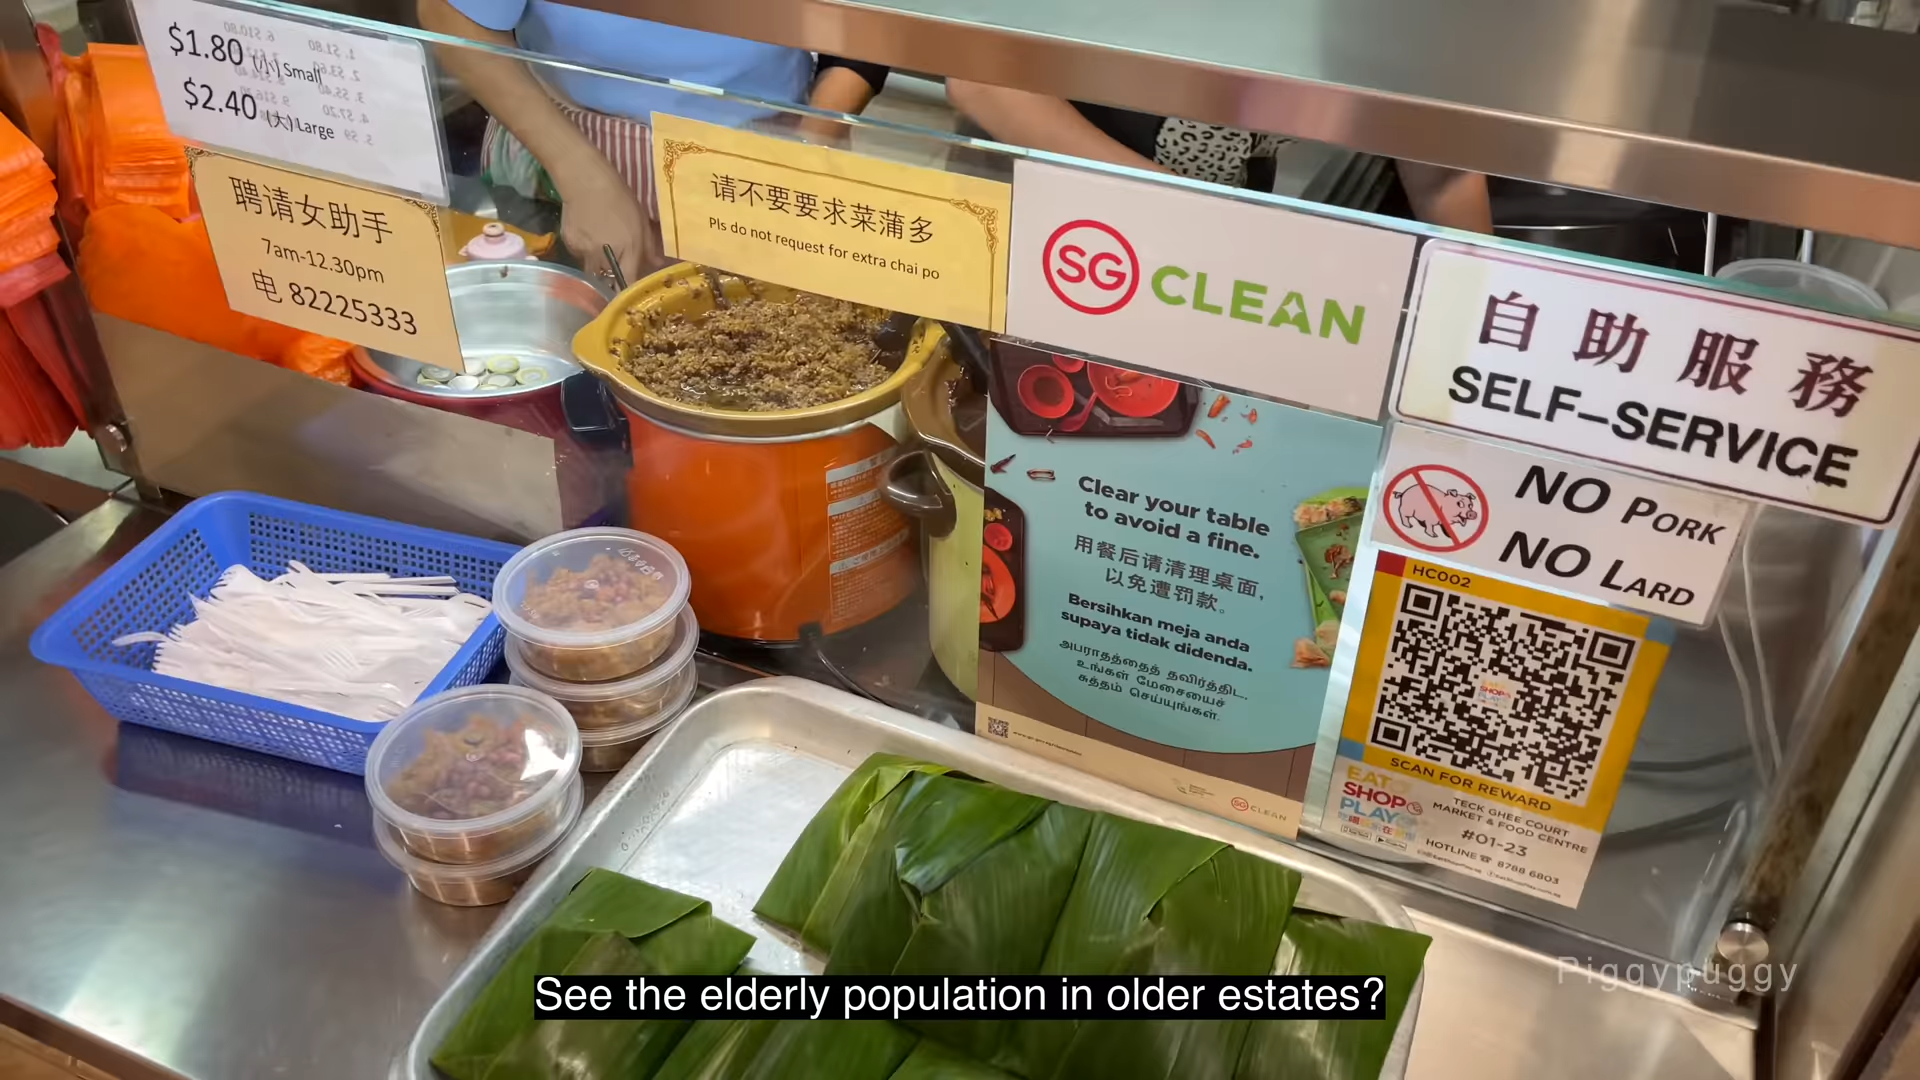 $1.80 (小) Small
$2.40 (大) Large
聘请女助手
7am-12.30pm
电 82225333
请不要要求菜蒲多
Pls do not request for extra chai po
SG CLEAN
自助服務
SELF-SERVICE
NO PORK
NO LARD
Clear your table
to avoid a fine.
用餐后请清理桌面，
以免遭罚款。
Bersihkan meja anda
supaya tidak didenda.
அபராதத்தைத் தவிர்த்திட,
உங்கள் மேசையைச்
சுத்தம் செய்யுங்கள்.
SG CLEAN
HC002
SCAN FOR REWARD
EAT
SHOP
PLAY
TECK GHEE COURT
MARKET & FOOD CENTRE
#01-23
HOTLINE ☎ 8788 6803
Piggypuggy
See the elderly population in older estates?